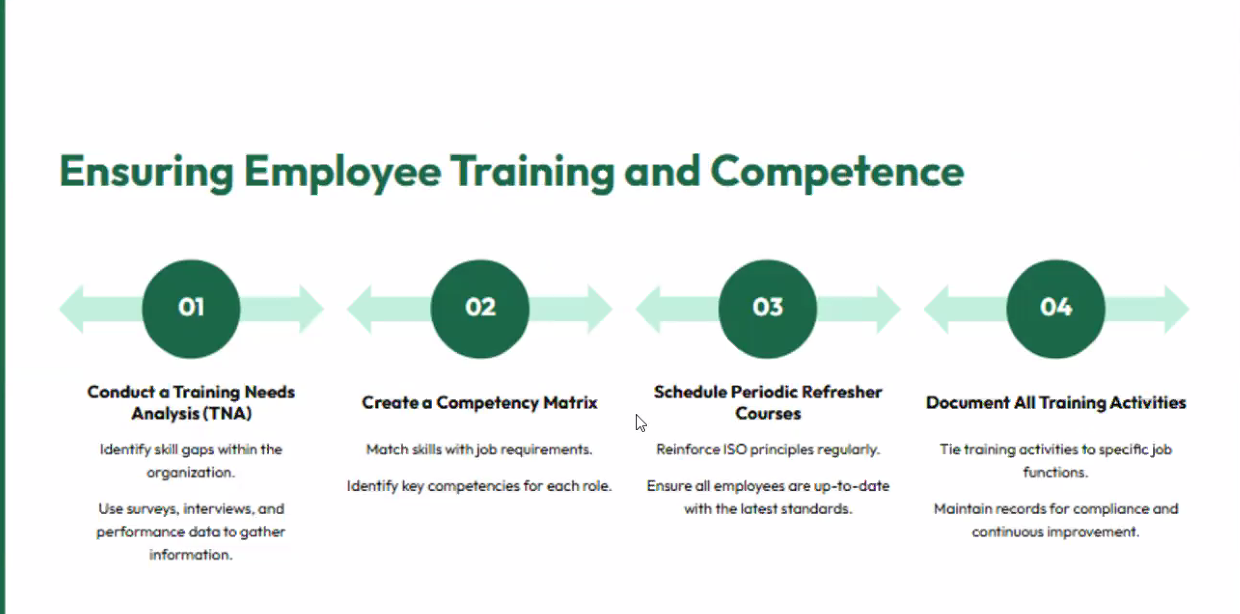 Ensuring Employee Training and Competence
01
Conduct a Training Needs
Analysis (TNA)
Identify skill gaps within the
organization.
Use surveys, interviews, and
performance data to gather
information.
02
Create a Competency Matrix
Match skills with job requirements.
Identify key competencies for each role.
03
Schedule Periodic Refresher
Courses
Reinforce ISO principles regularly.
Ensure all employees are up-to-date
with the latest standards.
04
Document All Training Activities
Tie training activities to specific job
functions.
Maintain records for compliance and
continuous improvement.